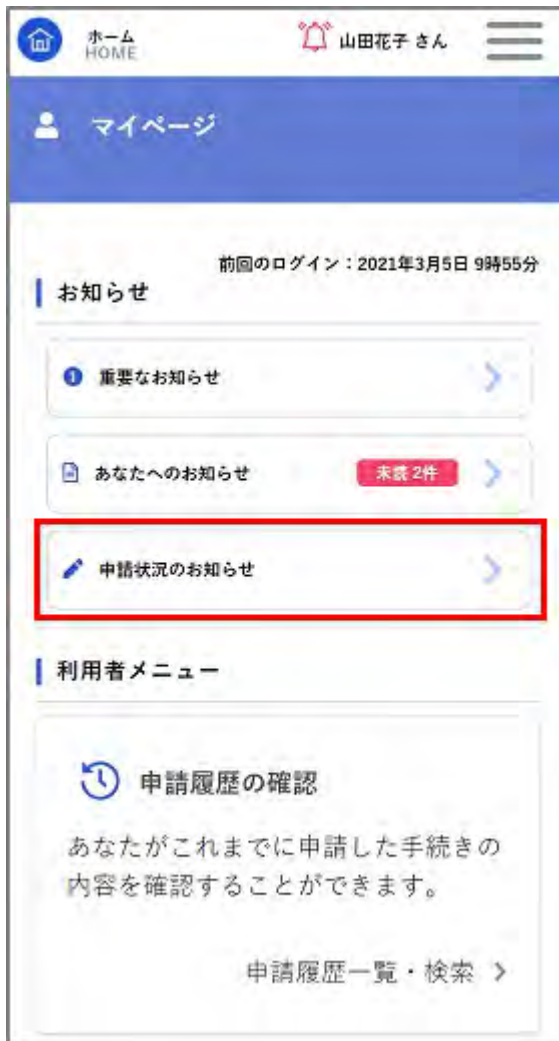 ホーム
HOME
山田花子 さん
マイページ
前回のログイン：2021年3月5日 9時55分
お知らせ
重要なお知らせ
あなたへのお知らせ
未読 2件
申請状況のお知らせ
利用者メニュー
申請履歴の確認
あなたがこれまでに申請した手続きの
内容を確認することができます。
申請履歴一覧・検索